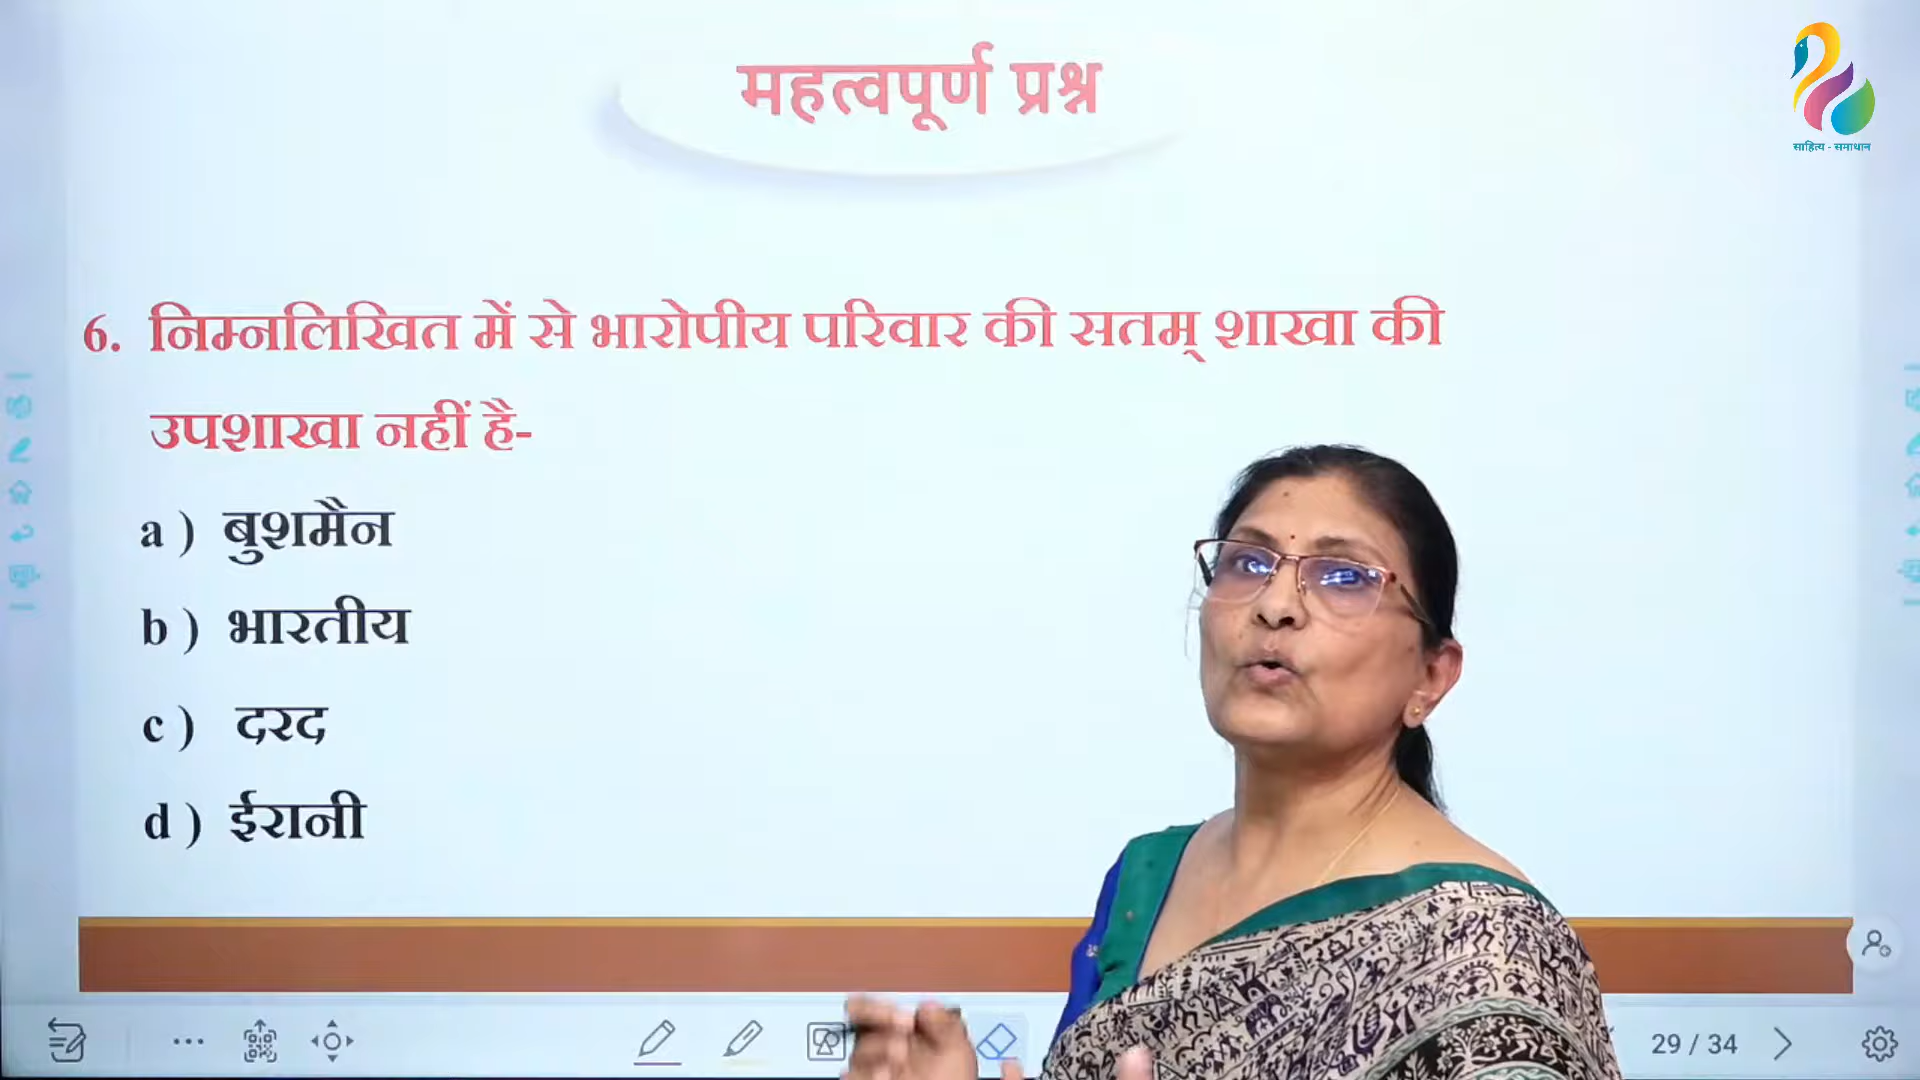 महत्वपूर्ण प्रश्न
साहित्य - समाधान
6. निम्नलिखित में से भारोपीय परिवार की सतम् शाखा की
उपशाखा नहीं है-
a ) बुशमैन
b ) भारतीय
c ) दरद
d ) ईरानी
29 / 34